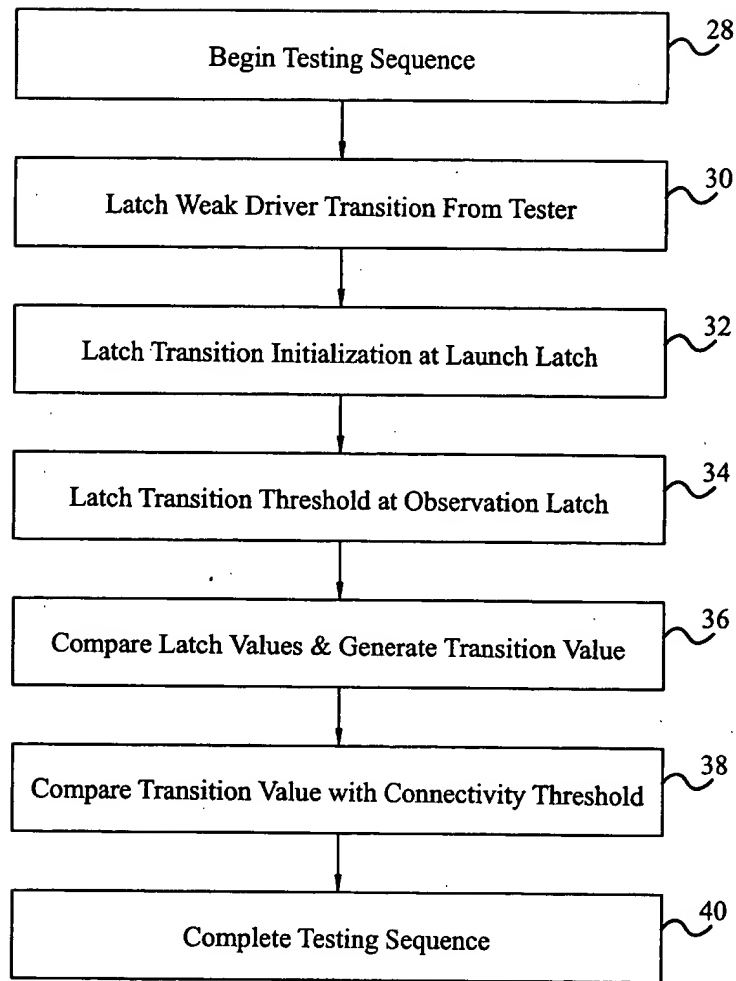 28
Begin Testing Sequence
30
Latch Weak Driver Transition From Tester
32
Latch Transition Initialization at Launch Latch
34
Latch Transition Threshold at Observation Latch
36
Compare Latch Values & Generate Transition Value
38
Compare Transition Value with Connectivity Threshold
40
Complete Testing Sequence